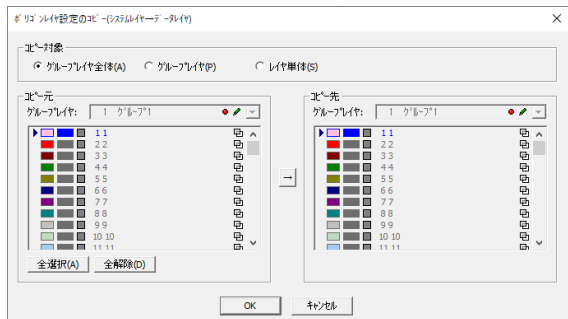 ﾎﾟﾘｺﾞﾝﾚｲﾔ設定のｺﾋﾟｰ(ｼｽﾃﾑﾚｲﾔ→ﾃﾞｰﾀﾚｲﾔ)
ｺﾋﾟｰ対象
ｸﾞﾙｰﾌﾟﾚｲﾔ全体(A)
ｸﾞﾙｰﾌﾟﾚｲﾔ(P)
ﾚｲﾔ単体(S)
ｺﾋﾟｰ元
ｸﾞﾙｰﾌﾟﾚｲﾔ: 1 ｸﾞﾙｰﾌﾟ1
1 1
2 2
3 3
4 4
5 5
6 6
7 7
8 8
9 9
10 10
11 11
全選択(A)
全解除(D)
→
ｺﾋﾟｰ先
ｸﾞﾙｰﾌﾟﾚｲﾔ: 1 ｸﾞﾙｰﾌﾟ1
1 1
2 2
3 3
4 4
5 5
6 6
7 7
8 8
9 9
10 10
11 11
OK
ｷｬﾝｾﾙ